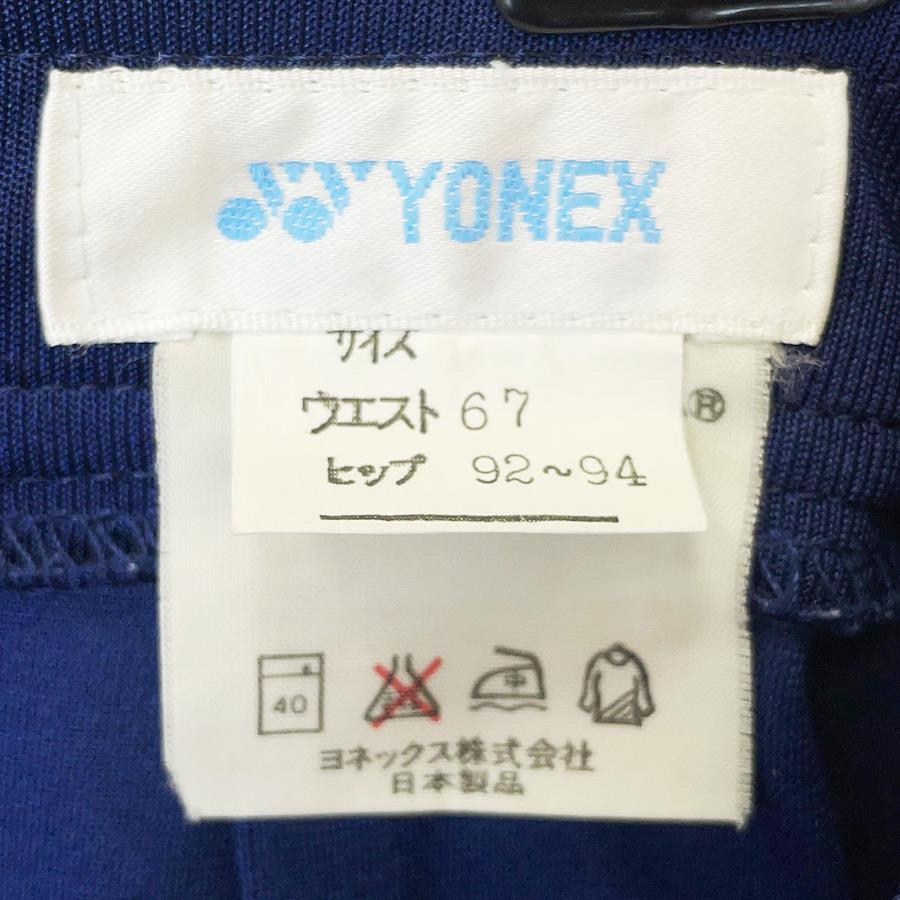 YONEX
サイズ
ウエスト 67
®
ヒップ 92~94
40
中
ヨネックス株式会社
日本製品